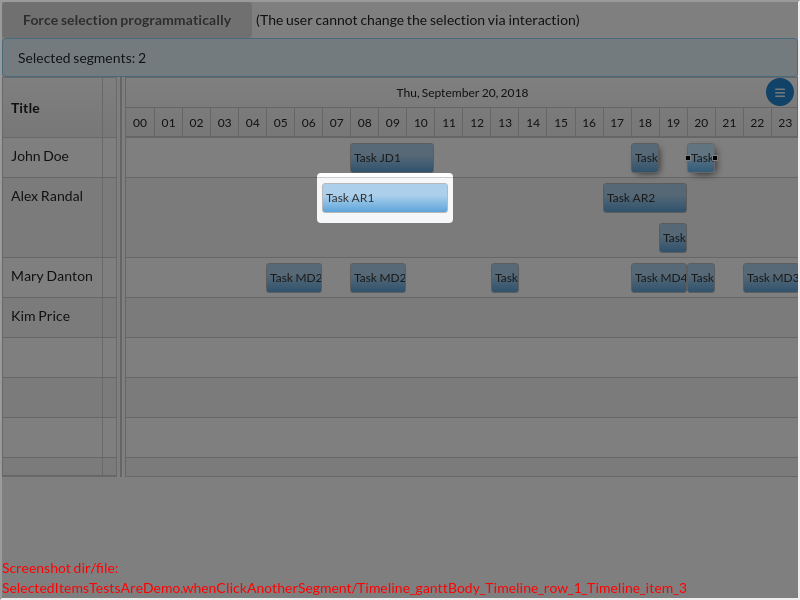 Force selection programmatically (The user cannot change the selection via interaction)
Selected segments: 2
Title
Thu, September 20, 2018
00 01 02 03 04 05 06 07 08 09 10 11 12 13 14 15 16 17 18 19 20 21 22 23
John Doe Task JD1 Task Task
Alex Randal Task AR1 Task AR2
Task
Mary Danton Task MD2 Task MD2 Task Task MD4 Task Task MD3
Kim Price
Screenshot dir/file:
SelectedItemsTestsAreDemo.whenClickAnotherSegment/Timeline_ganttBody_Timeline_row_1_Timeline_item_3